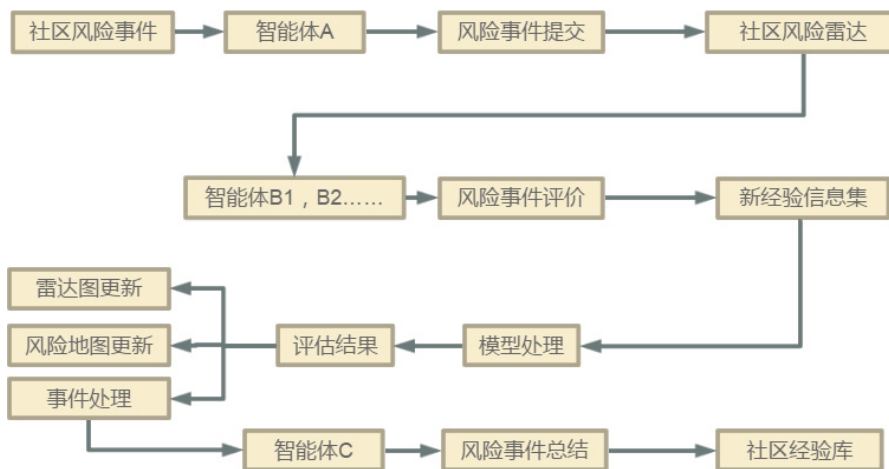 社区风险事件
智能体A
风险事件提交
社区风险雷达
智能体B1，B2……
风险事件评价
新经验信息集
雷达图更新
风险地图更新
评估结果
模型处理
事件处理
智能体C
风险事件总结
社区经验库